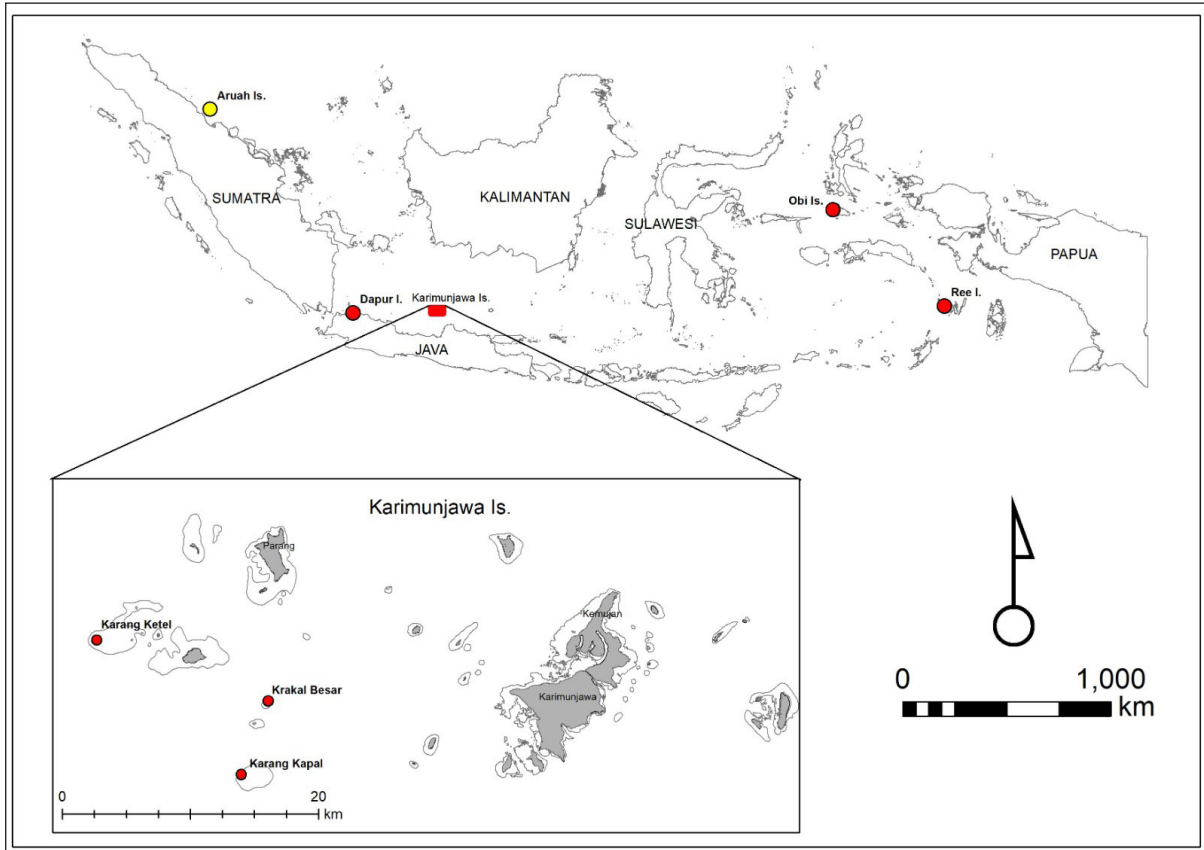 Aruah Is.
SUMATRA
KALIMANTAN
SULAWESI
Obi Is.
PAPUA
Dapur I.
Karimunjawa Is.
Ree I.
JAVA
Karimunjawa Is.
Parang
Kemujan
Karang Ketel
Krakal Besar
Karimunjawa
Karang Kapal
0 20
km
0 1,000
km